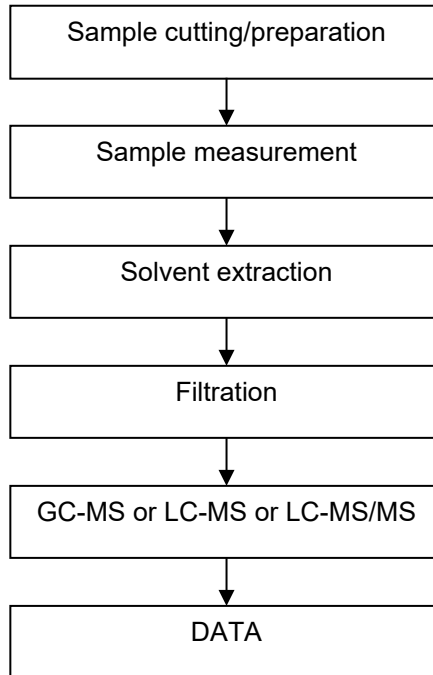 Sample cutting/preparation
Sample measurement
Solvent extraction
Filtration
GC-MS or LC-MS or LC-MS/MS
DATA